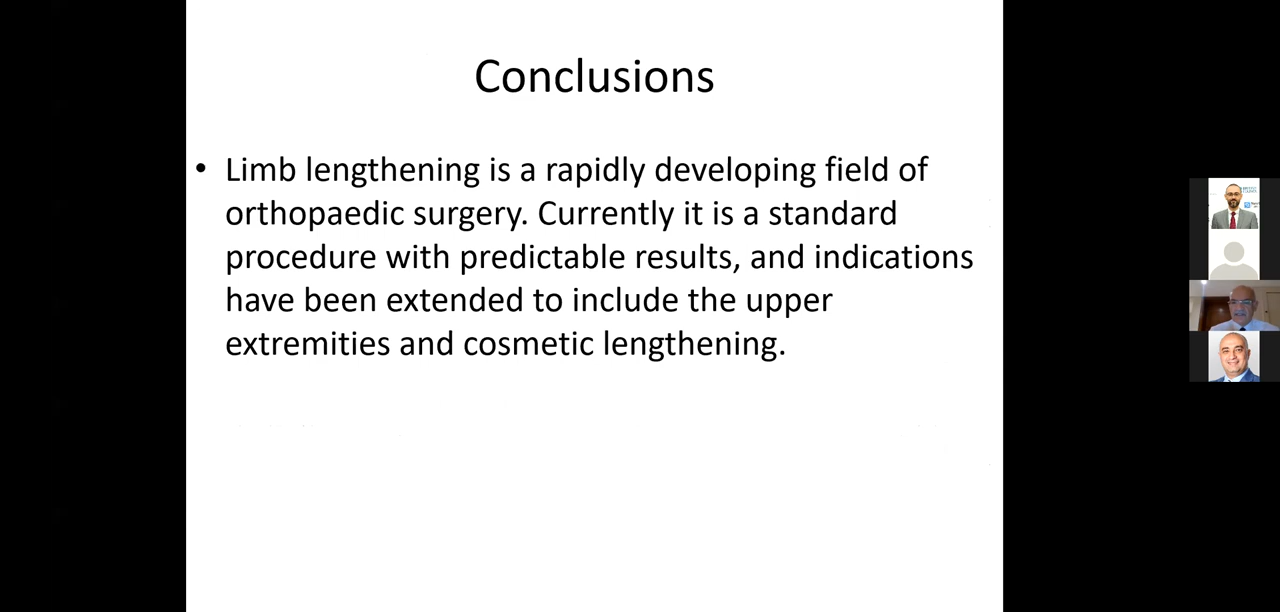 Conclusions
• Limb lengthening is a rapidly developing field of
orthopaedic surgery. Currently it is a standard
procedure with predictable results, and indications
have been extended to include the upper
extremities and cosmetic lengthening.